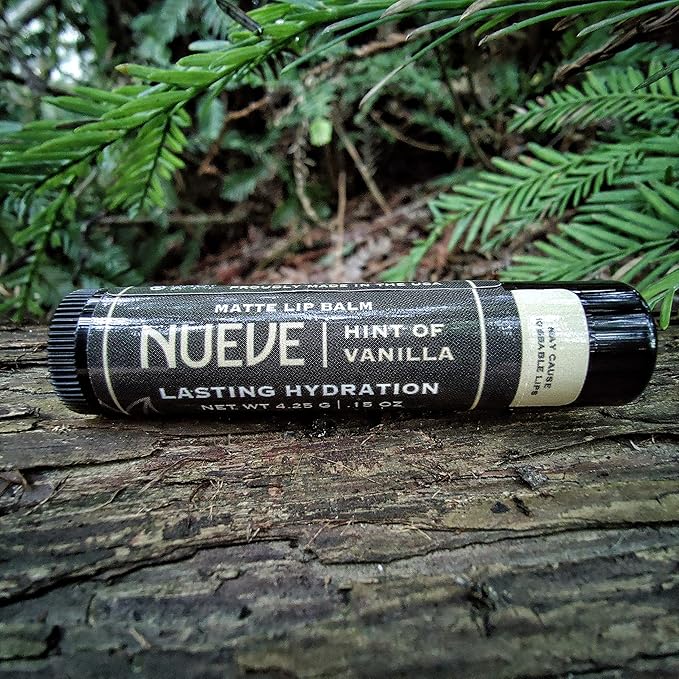 PROUDLY MADE IN THE USA
MATTE LIP BALM
NUEVE
HINT OF
VANILLA
LASTING HYDRATION
NET. WT 4.25 G | .15 OZ
MAY CAUSE
LIPS